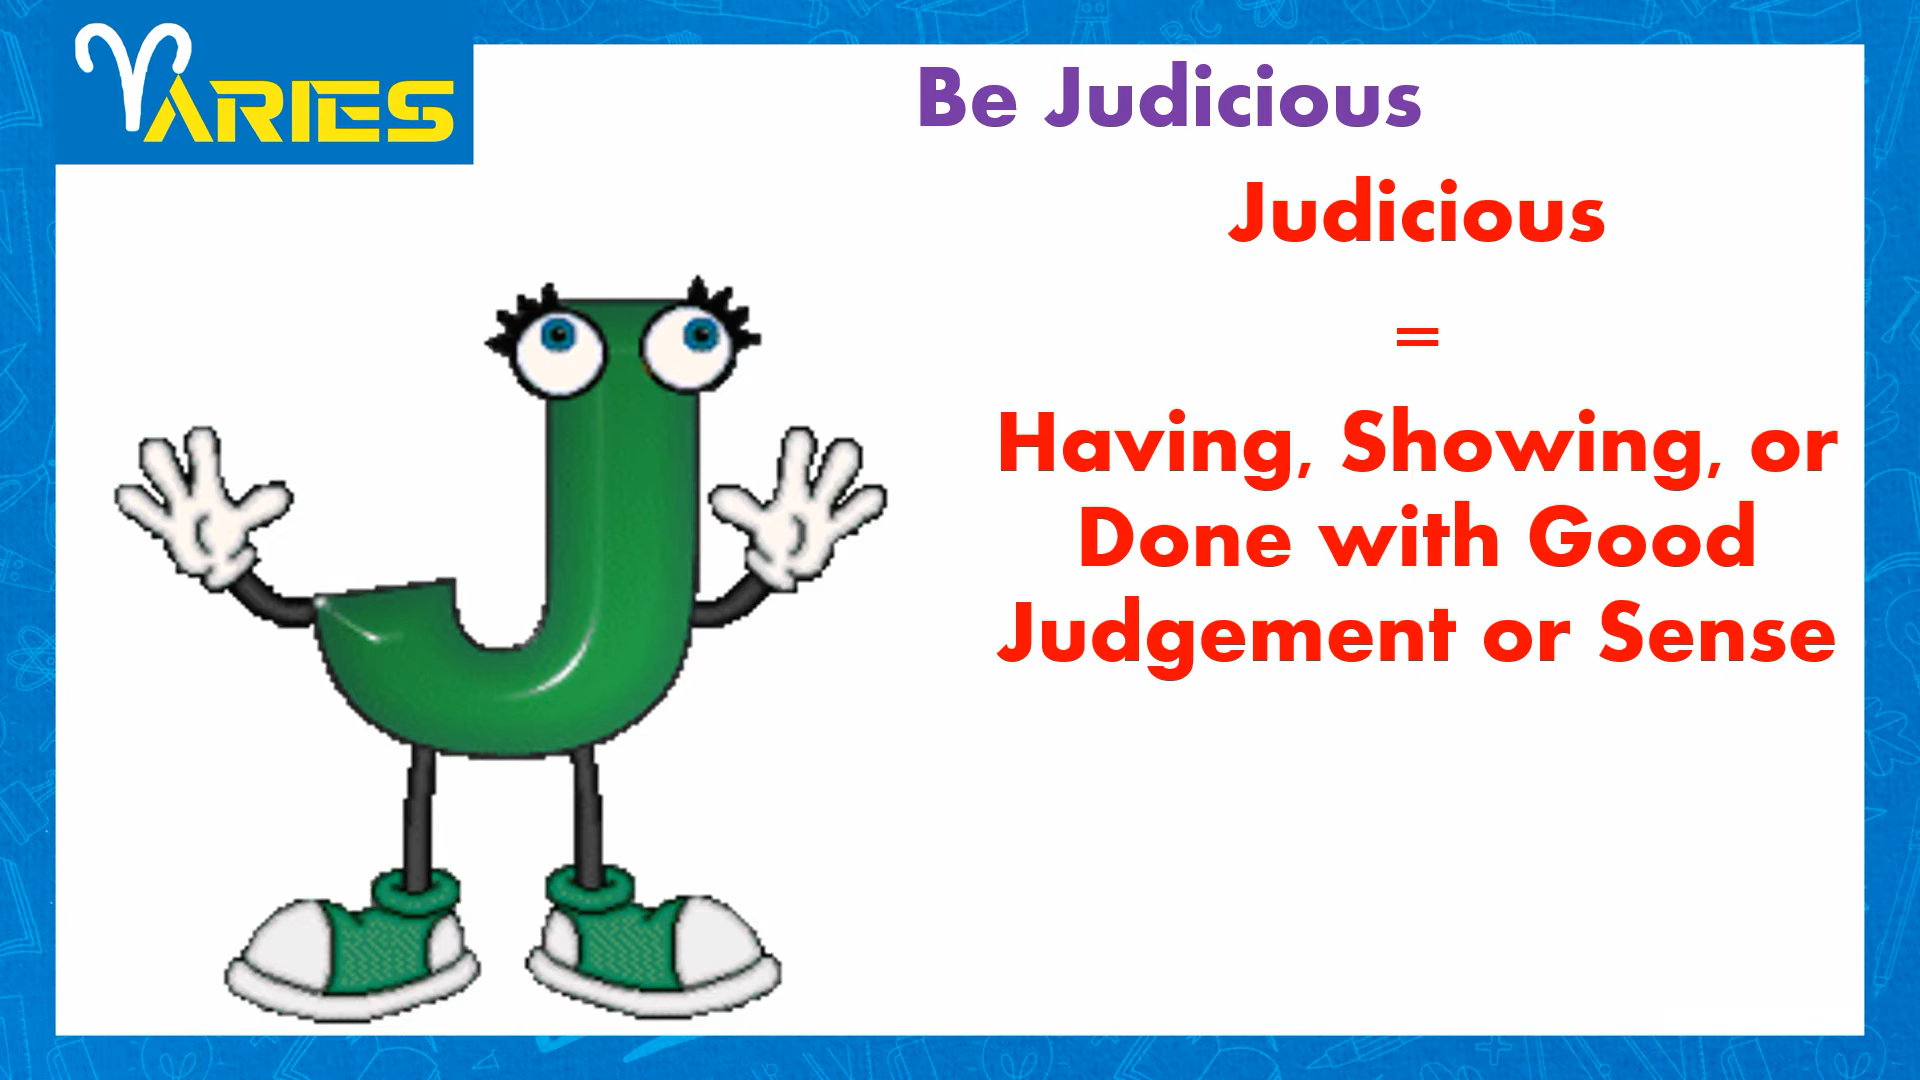 ARIES
Be Judicious
Judicious
=
Having, Showing, or
Done with Good
Judgement or Sense